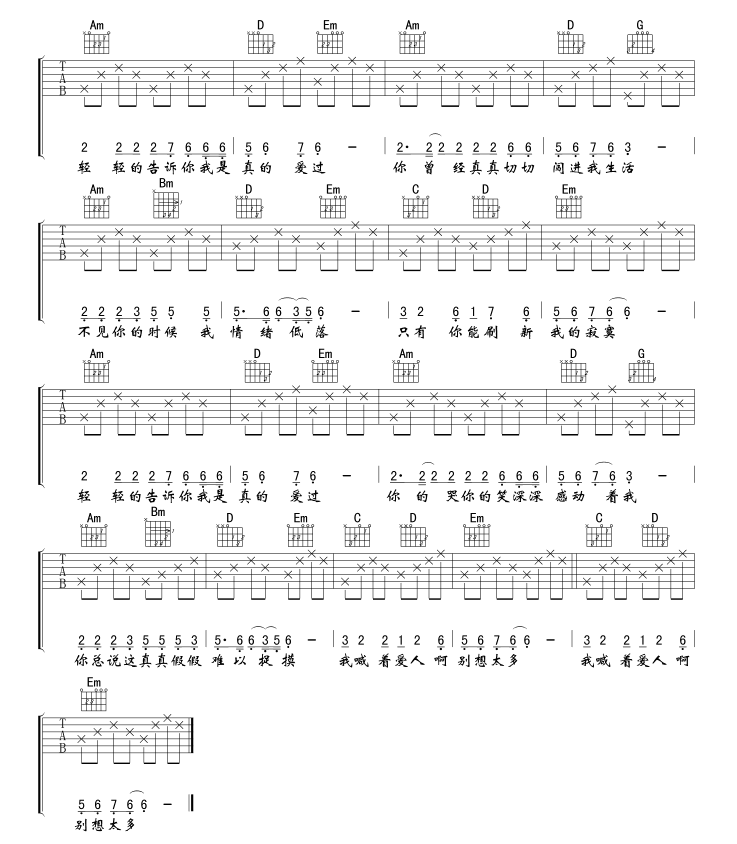 Am D Em Am D G
T
A
B
2 2 2 2 7 6 6 6 5 6 7 6 - 2· 2 2 2 2 2 6 6 5 6 7 6 3 -
轻 轻的告诉你我是 真的 爱过 你 曾 经真真切切 闯进我生活
Am Bm D Em C D Em
T
A
B
2 2 2 3 5 5 5 5· 6 6 3 5 6 - 3 2 6 1 7 6 5 6 7 6 6 -
不见你的时候 我 情 绪 低 落 只有 你能刷 新 我的寂寞
Am D Em Am D G
T
A
B
2 2 2 2 7 6 6 6 5 6 7 6 - 2· 2 2 2 2 2 6 6 6 5 6 7 6 3 -
轻 轻的告诉你我是 真的 爱过 你 的 哭你的笑深深 感动 着我
Am Bm D Em C D Em C D
T
A
B
2 2 2 3 5 5 5 3 5· 6 6 3 5 6 - 3 2 2 1 2 6 5 6 7 6 6 - 3 2 2 1 2 6
你总说这真真假假 难 以 捉 摸 我喊 着爱人 啊 别想太多 我喊 着爱人 啊
Em
T
A
B
5 6 7 6 6 -
别想太多